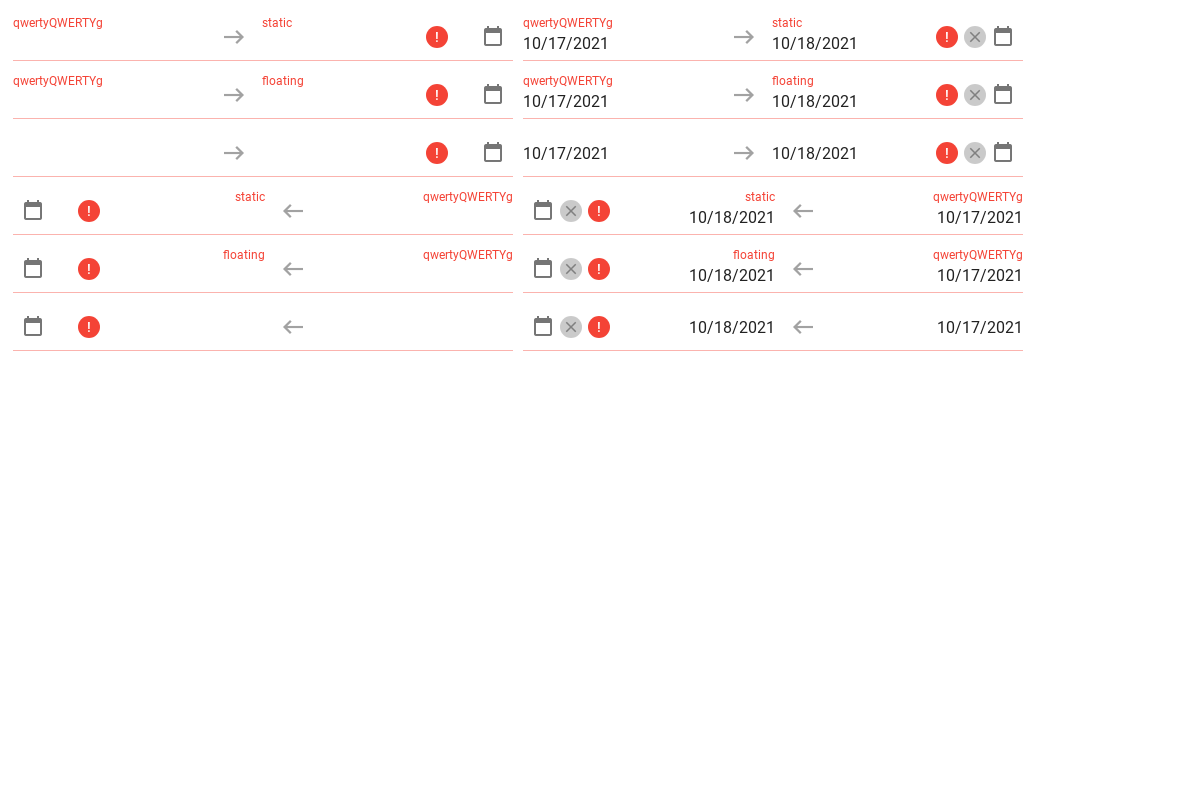 qwertyQWERTYg static qwertyQWERTYg static
10/17/2021 10/18/2021
qwertyQWERTYg floating qwertyQWERTYg floating
10/17/2021 10/18/2021
10/17/2021 10/18/2021
static qwertyQWERTYg static qwertyQWERTYg
10/18/2021 10/17/2021
floating qwertyQWERTYg floating qwertyQWERTYg
10/18/2021 10/17/2021
10/18/2021 10/17/2021